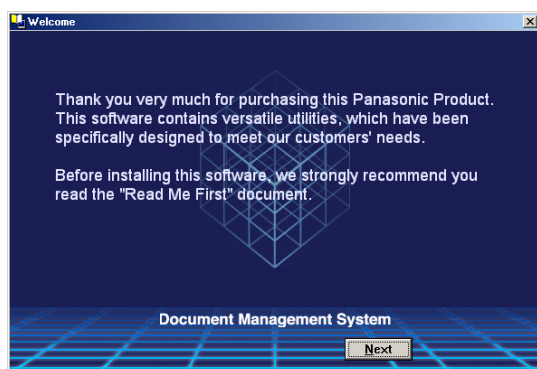 Welcome
Thank you very much for purchasing this Panasonic Product.
This software contains versatile utilities, which have been
specifically designed to meet our customers' needs.
Before installing this software, we strongly recommend you
read the "Read Me First" document.
Document Management System
Next